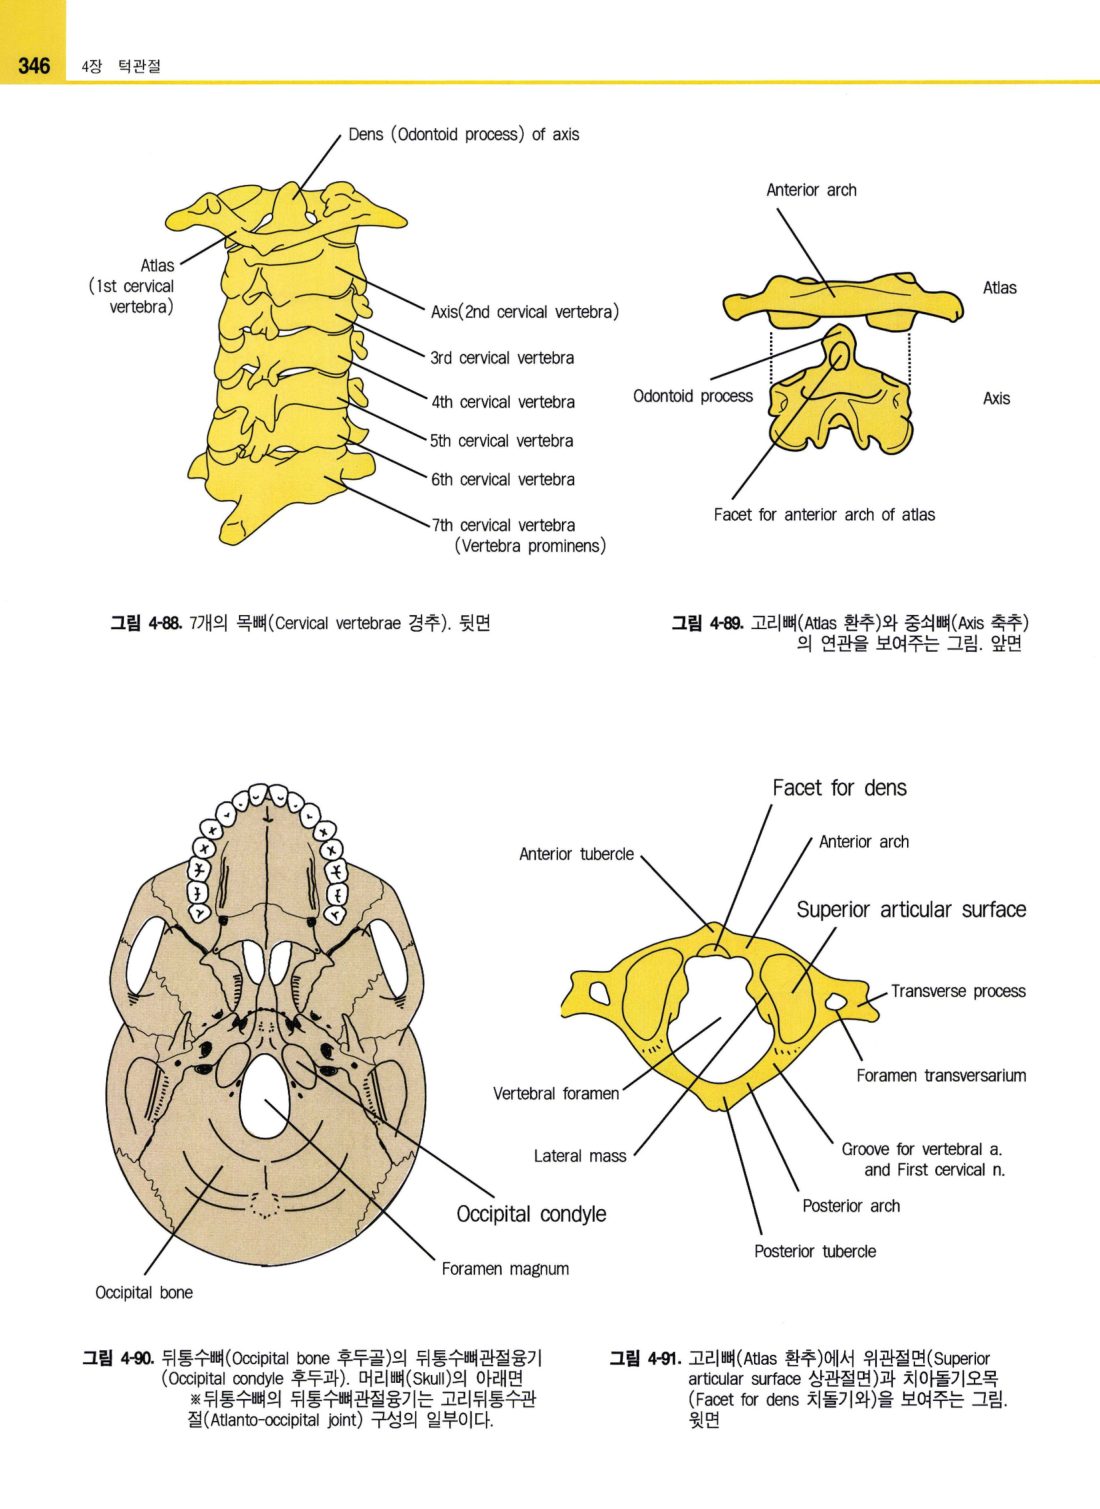 346
4장 턱관절
Dens (Odontoid process) of axis
Atlas
(1st cervical
vertebra)
Axis(2nd cervical vertebra)
3rd cervical vertebra
4th cervical vertebra
5th cervical vertebra
6th cervical vertebra
7th cervical vertebra
(Vertebra prominens)
그림 4-88. 7개의 목뼈(Cervical vertebrae 경추). 뒷면
Anterior arch
Atlas
Odontoid process
Axis
Facet for anterior arch of atlas
그림 4-89. 고리뼈(Atlas 환추)와 중쇠뼈(Axis 축추)
의 연관을 보여주는 그림. 앞면
Occipital condyle
Foramen magnum
Occipital bone
그림 4-90. 뒤통수뼈(Occipital bone 후두골)의 뒤통수뼈관절융기
(Occipital condyle 후두과). 머리뼈(Skull)의 아래면
※뒤통수뼈의 뒤통수뼈관절융기는 고리뒤통수관
절(Atlanto-occipital joint) 구성의 일부이다.
Facet for dens
Anterior tubercle
Anterior arch
Superior articular surface
Transverse process
Foramen transversarium
Vertebral foramen
Lateral mass
Groove for vertebral a.
and First cervical n.
Posterior arch
Posterior tubercle
그림 4-91. 고리뼈(Atlas 환추)에서 위관절면(Superior
articular surface 상관절면)과 치아돌기오목
(Facet for dens 치돌기와)을 보여주는 그림.
윗면